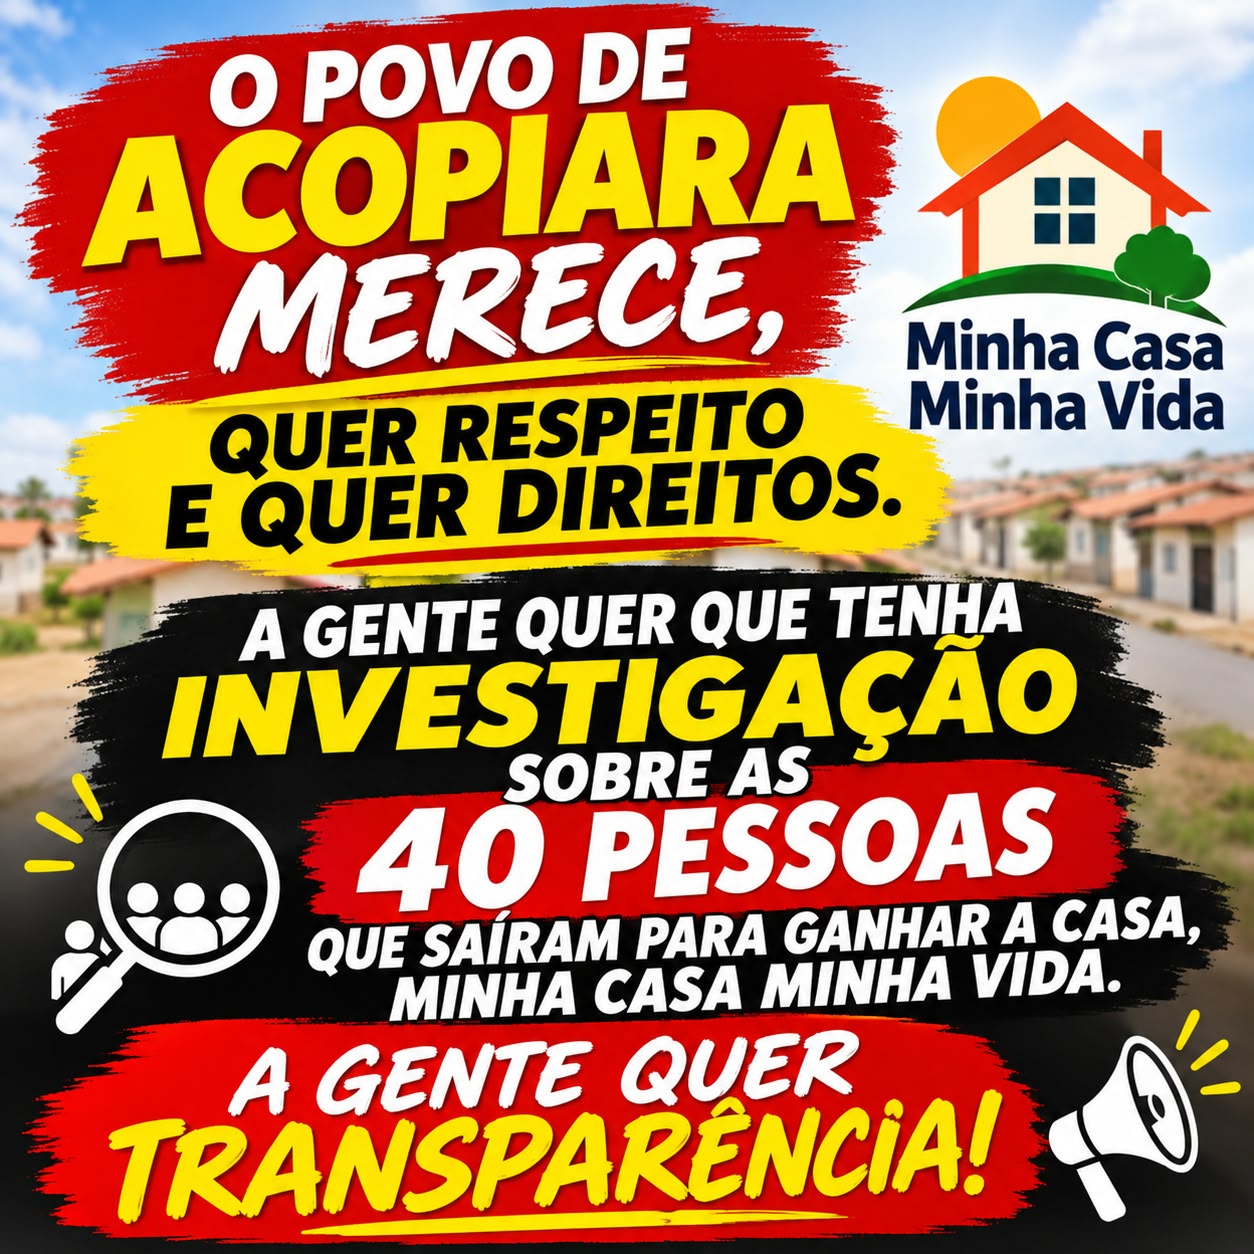 O POVO DE
ACOPIARA
MERECE,
QUER RESPEITO
E QUER DIREITOS.
Minha Casa
Minha Vida
A GENTE QUER QUE TENHA
INVESTIGAÇÃO
SOBRE AS
40 PESSOAS
QUE SAÍRAM PARA GANHAR A CASA,
MINHA CASA MINHA VIDA.
A GENTE QUER
TRANSPARÊNCiA!